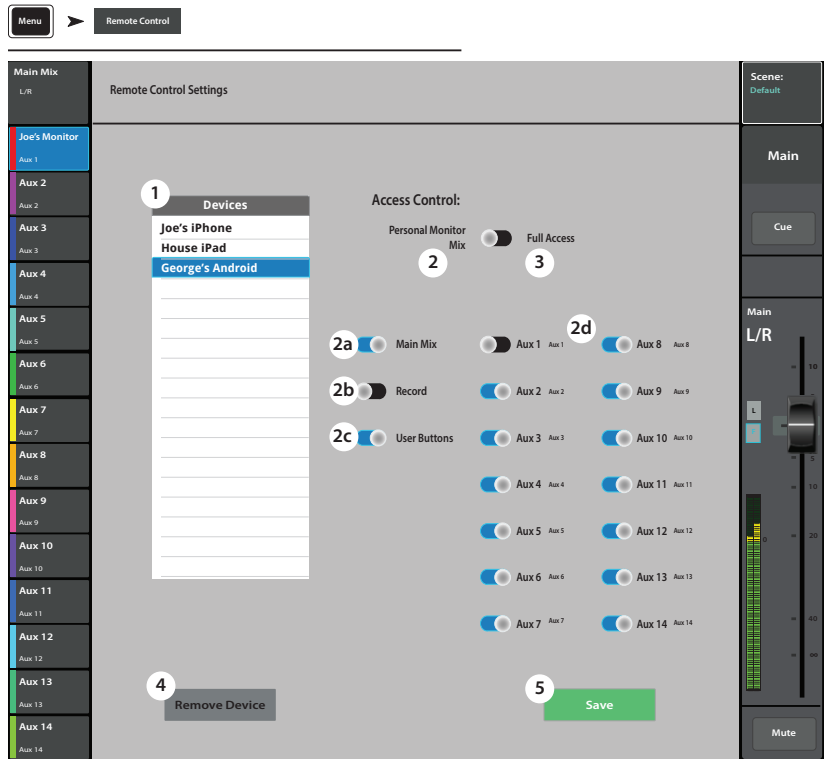 Menu
Remote Control
Main Mix
L/R
Remote Control Settings
Scene:
Default
Joe's Monitor
Aux 1
Aux 2
Aux 2
Aux 3
Aux 3
Aux 4
Aux 4
Aux 5
Aux 5
Aux 6
Aux 6
Aux 7
Aux 7
Aux 8
Aux 8
Aux 9
Aux 9
Aux 10
Aux 10
Aux 11
Aux 11
Aux 12
Aux 12
Aux 13
Aux 13
Aux 14
Aux 14
1
Devices
Joe's iPhone
House iPad
George's Android
Access Control:
Personal Monitor
Mix
Full Access
2
3
2a
Main Mix
2b
Record
2c
User Buttons
2d
Aux 1 Aux 1
Aux 8 Aux 8
Aux 2 Aux 2
Aux 9 Aux 9
Aux 3 Aux 3
Aux 10 Aux 10
Aux 4 Aux 4
Aux 11 Aux 11
Aux 5 Aux 5
Aux 12 Aux 12
Aux 6 Aux 6
Aux 13 Aux 13
Aux 7 Aux 7
Aux 14 Aux 14
4
Remove Device
5
Save
Main
Cue
Main
L/R
10
L
5
10
0
20
40
∞
Mute